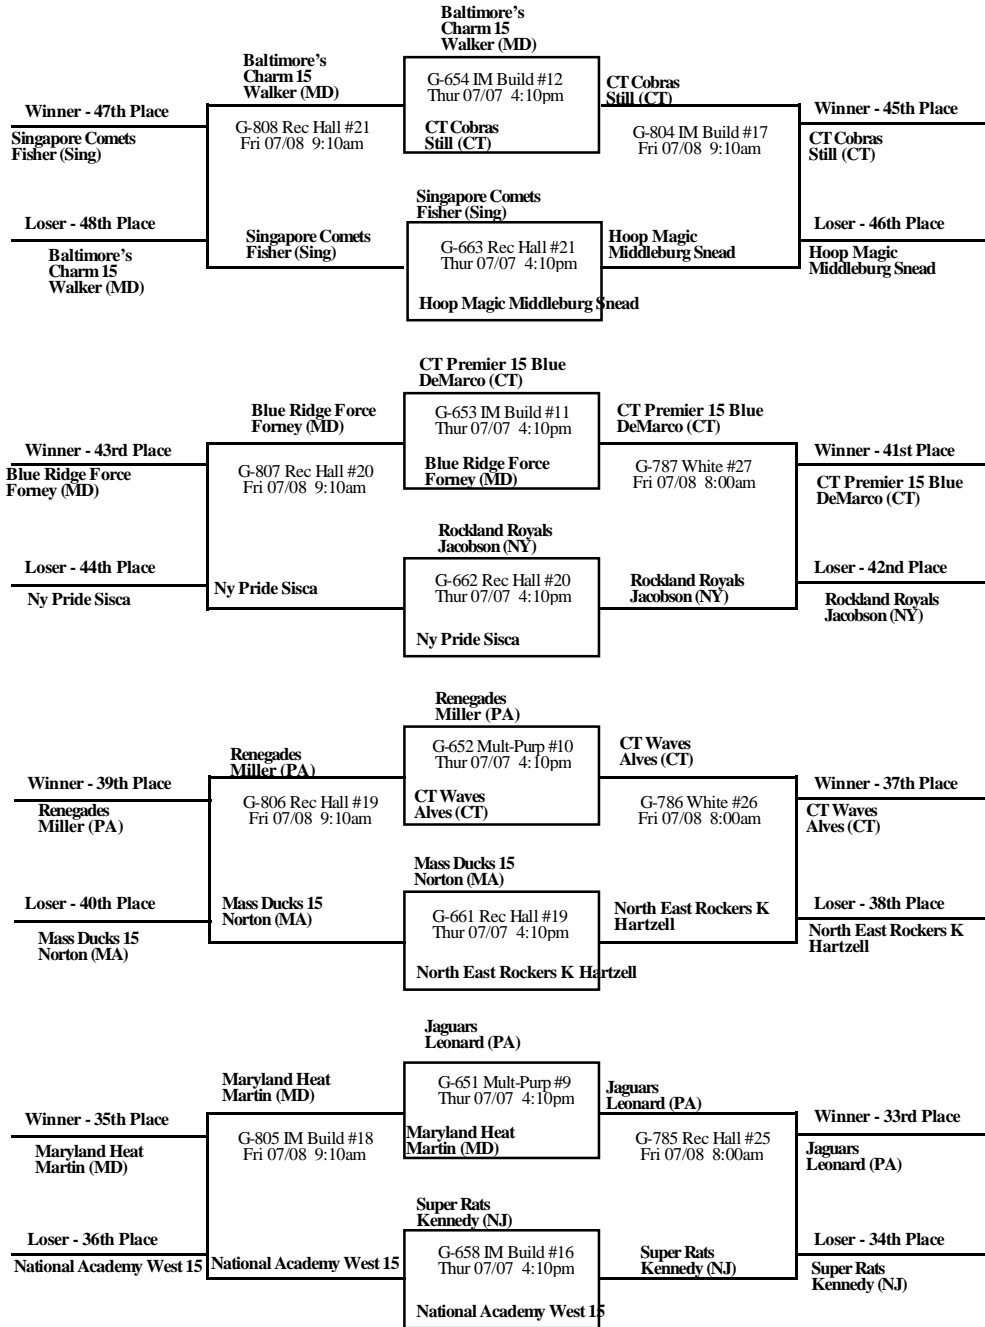 Baltimore's
Charm 15
Walker (MD)
Baltimore's
Charm 15
Walker (MD)
G-654 IM Build #12
Thur 07/07  4:10pm
CT Cobras
Still (CT)
CT Cobras
Still (CT)
Winner - 47th Place
Singapore Comets
Fisher (Sing)
G-808 Rec Hall #21
Fri 07/08  9:10am
G-804 IM Build #17
Fri 07/08  9:10am
Winner - 45th Place
CT Cobras
Still (CT)
Loser - 48th Place
Baltimore's
Charm 15
Walker (MD)
Singapore Comets
Fisher (Sing)
Singapore Comets
Fisher (Sing)
G-663 Rec Hall #21
Thur 07/07  4:10pm
Hoop Magic Middleburg Snead
Hoop Magic
Middleburg Snead
Loser - 46th Place
Hoop Magic
Middleburg Snead
CT Premier 15 Blue
DeMarco (CT)
Blue Ridge Force
Forney (MD)
G-653 IM Build #11
Thur 07/07  4:10pm
Blue Ridge Force
Forney (MD)
CT Premier 15 Blue
DeMarco (CT)
Winner - 43rd Place
Blue Ridge Force
Forney (MD)
G-807 Rec Hall #20
Fri 07/08  9:10am
G-787 White #27
Fri 07/08  8:00am
Winner - 41st Place
CT Premier 15 Blue
DeMarco (CT)
Loser - 44th Place
Ny Pride Sisca
Ny Pride Sisca
Rockland Royals
Jacobson (NY)
G-662 Rec Hall #20
Thur 07/07  4:10pm
Ny Pride Sisca
Rockland Royals
Jacobson (NY)
Loser - 42nd Place
Rockland Royals
Jacobson (NY)
Renegades
Miller (PA)
Renegades
Miller (PA)
G-652 Mult-Purp #10
Thur 07/07  4:10pm
CT Waves
Alves (CT)
CT Waves
Alves (CT)
Winner - 39th Place
Renegades
Miller (PA)
G-806 Rec Hall #19
Fri 07/08  9:10am
G-786 White #26
Fri 07/08  8:00am
Winner - 37th Place
CT Waves
Alves (CT)
Loser - 40th Place
Mass Ducks 15
Norton (MA)
Mass Ducks 15
Norton (MA)
Mass Ducks 15
Norton (MA)
G-661 Rec Hall #19
Thur 07/07  4:10pm
North East Rockers K Hartzell
North East Rockers K
Hartzell
Loser - 38th Place
North East Rockers K
Hartzell
Jaguars
Leonard (PA)
Maryland Heat
Martin (MD)
G-651 Mult-Purp #9
Thur 07/07  4:10pm
Maryland Heat
Martin (MD)
Jaguars
Leonard (PA)
Winner - 35th Place
Maryland Heat
Martin (MD)
G-805 IM Build #18
Fri 07/08  9:10am
G-785 Rec Hall #25
Fri 07/08  8:00am
Winner - 33rd Place
Jaguars
Leonard (PA)
Loser - 36th Place
National Academy West 15
National Academy West 15
Super Rats
Kennedy (NJ)
G-658 IM Build #16
Thur 07/07  4:10pm
National Academy West 15
Super Rats
Kennedy (NJ)
Loser - 34th Place
Super Rats
Kennedy (NJ)